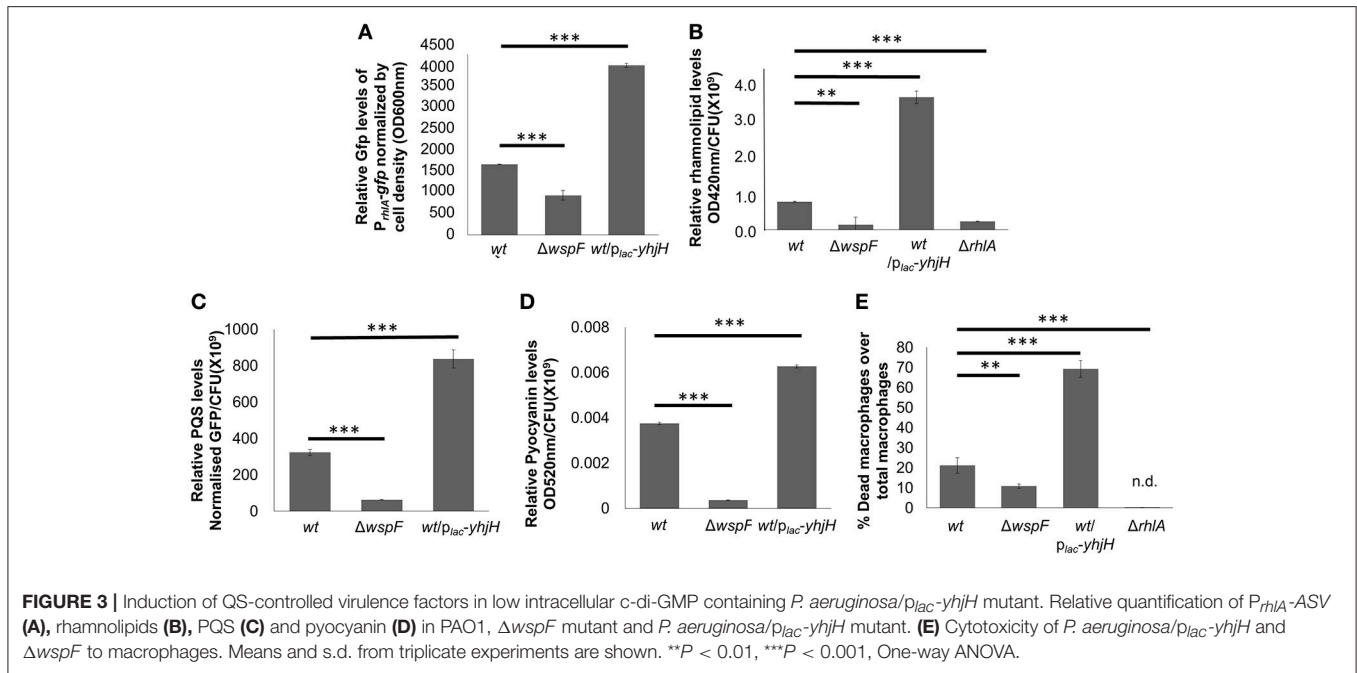 A
Relative Gfp levels of
PrhlA-gfp normalized by
cell density (OD600nm)
4500
4000
3500
3000
2500
2000
1500
1000
500
0
***
***
wt
ΔwspF
wt/plac-yhjH
B
Relative rhamnolipid levels
OD420nm/CFU(X10⁹)
4.0
3.0
2.0
1.0
0.0
***
***
**
wt
ΔwspF
wt
/plac-yhjH
ΔrhlA
C
Relative PQS levels
Normalised GFP/CFU(X10⁹)
1000
800
600
400
200
0
***
***
wt
ΔwspF
wt/plac-yhjH
D
Relative Pyocyanin levels
OD520nm/CFU(X10⁹)
0.008
0.006
0.004
0.002
0
***
***
wt
ΔwspF
wt/plac-yhjH
E
% Dead macrophages over
total macrophages
80
70
60
50
40
30
20
10
0
***
***
**
n.d.
wt
ΔwspF
wt/
plac-yhjH
ΔrhlA
FIGURE 3 | Induction of QS-controlled virulence factors in low intracellular c-di-GMP containing P. aeruginosa/plac-yhjH mutant. Relative quantification of PrhlA-ASV
(A), rhamnolipids (B), PQS (C) and pyocyanin (D) in PAO1, ΔwspF mutant and P. aeruginosa/plac-yhjH mutant. (E) Cytotoxicity of P. aeruginosa/plac-yhjH and
ΔwspF to macrophages. Means and s.d. from triplicate experiments are shown. **P < 0.01, ***P < 0.001, One-way ANOVA.